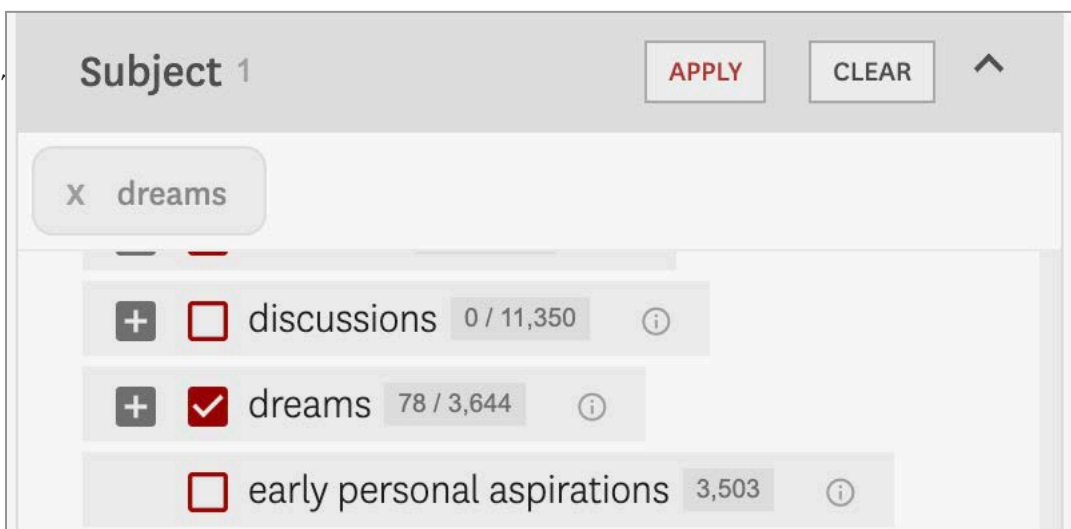 Subject 1 APPLY CLEAR
x dreams
discussions 0 / 11,350
dreams 78 / 3,644
early personal aspirations 3,503